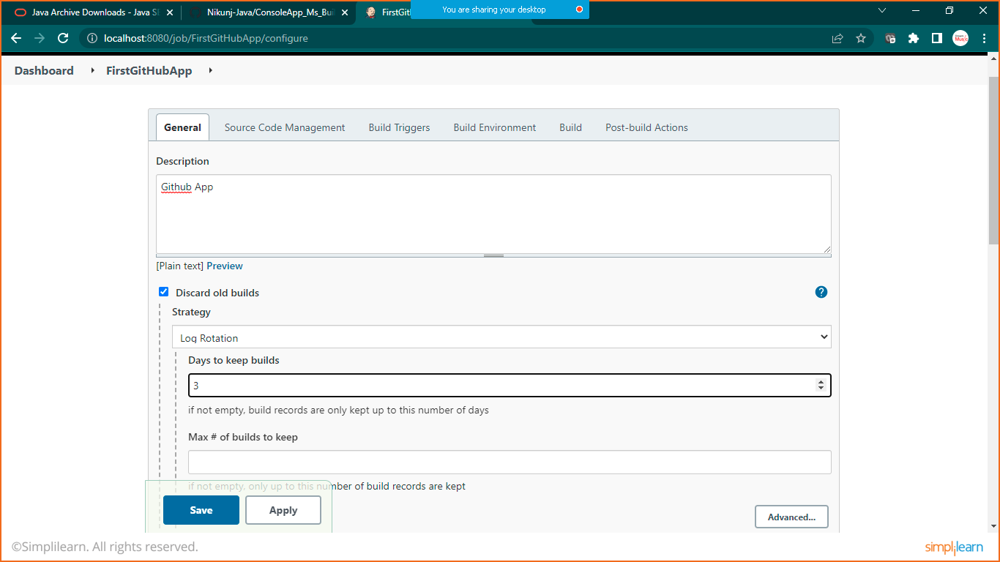 Java Archive Downloads - Java SE
Nikunj-Java/ConsoleApp_Ms_Bui
FirstGitH
You are sharing your desktop
localhost:8080/job/FirstGitHubApp/configure
Dashboard
FirstGitHubApp
General
Source Code Management
Build Triggers
Build Environment
Build
Post-build Actions
Description
Github App
[Plain text] Preview
Discard old builds
Strategy
Log Rotation
Days to keep builds
3
if not empty, build records are only kept up to this number of days
Max # of builds to keep
if not empty, only up to this number of build records are kept
Save
Apply
Advanced...
©Simplilearn. All rights reserved.
simplilearn